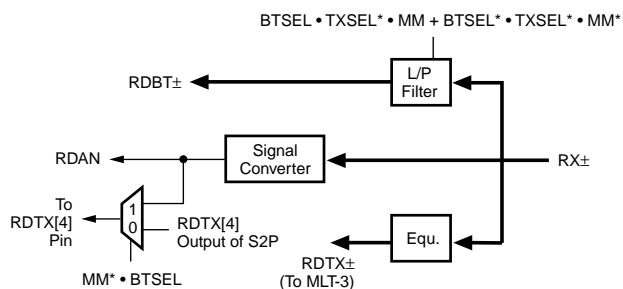 BTSEL • TXSEL* • MM + BTSEL* • TXSEL* • MM*
L/P
Filter
RDBT±
Signal
Converter
RDAN
RX±
To
RDTX[4]
Pin
1
0
RDTX[4]
Output of S2P
Equ.
RDTX±
(To MLT-3)
MM* • BTSEL